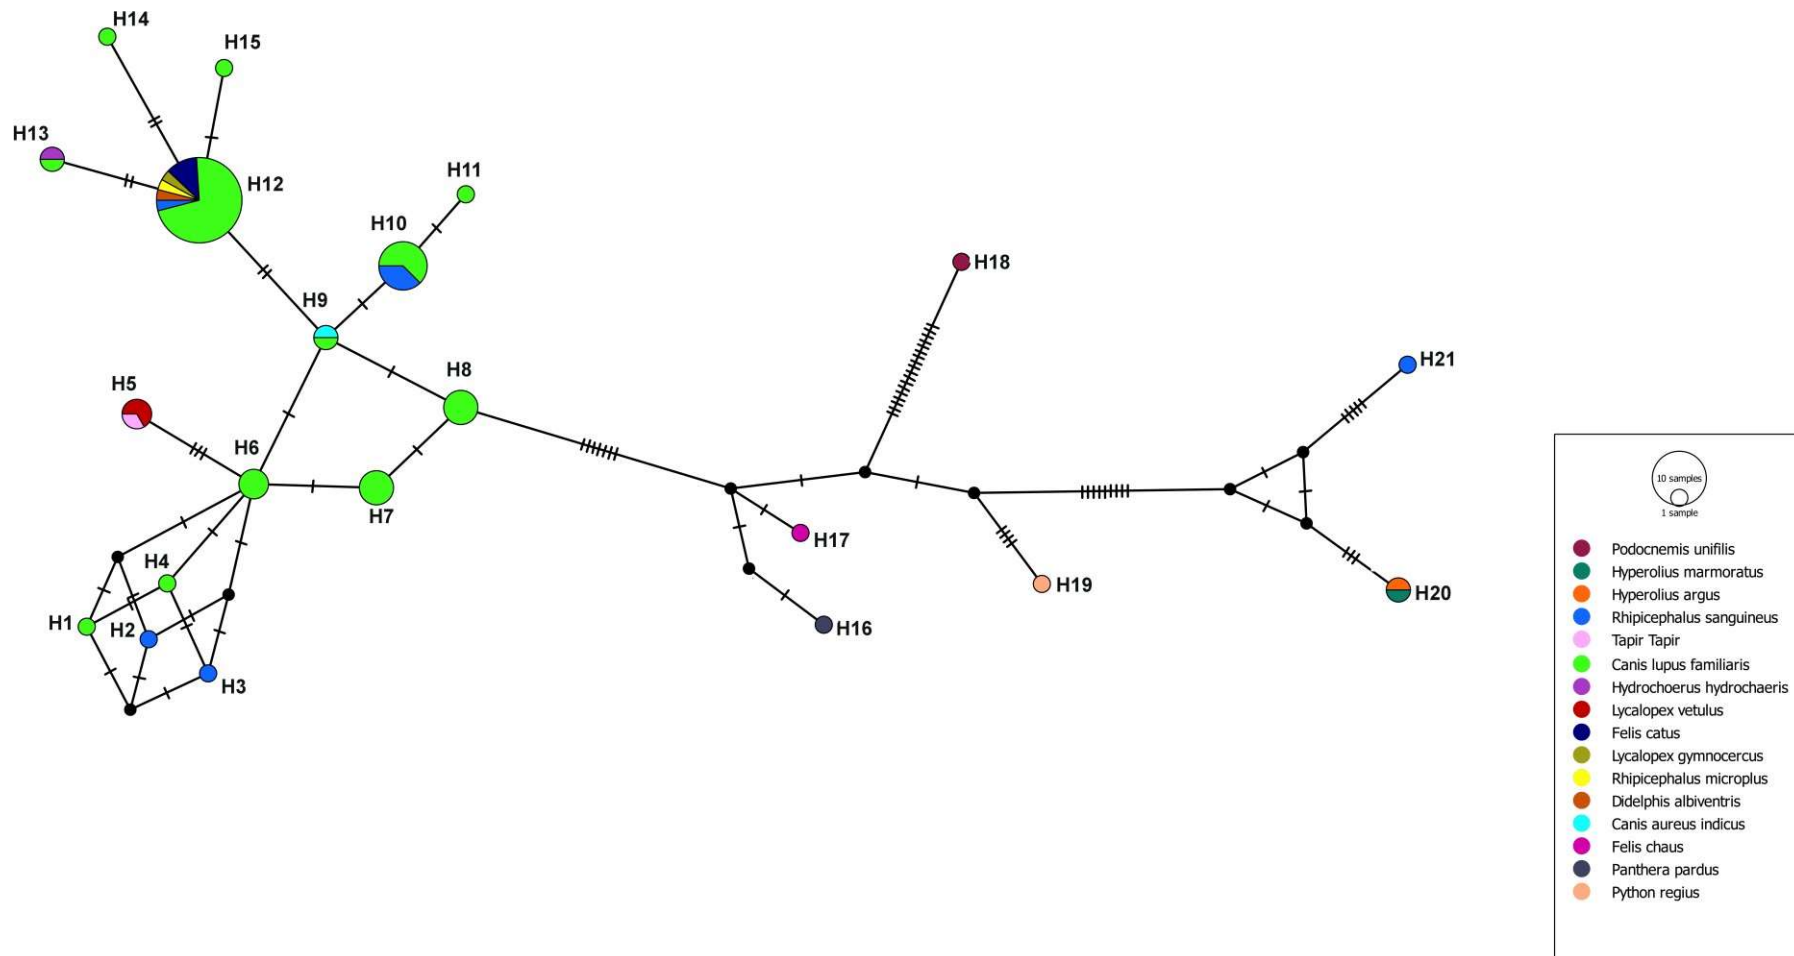 H14
H15
H13
H12
H11
H10
H9
H18
H21
H8
H5
H6
H7
H17
H4
H19
H20
H1
H2
H16
H3
10 samples
1 sample
Podocnemis unifilis
Hyperolius marmoratus
Hyperolius argus
Rhipicephalus sanguineus
Tapir Tapir
Canis lupus familiaris
Hydrochoerus hydrochaeris
Lycalopex vetulus
Felis catus
Lycalopex gymnocercus
Rhipicephalus microplus
Didelphis albiventris
Canis aureus indicus
Felis chaus
Panthera pardus
Python regius